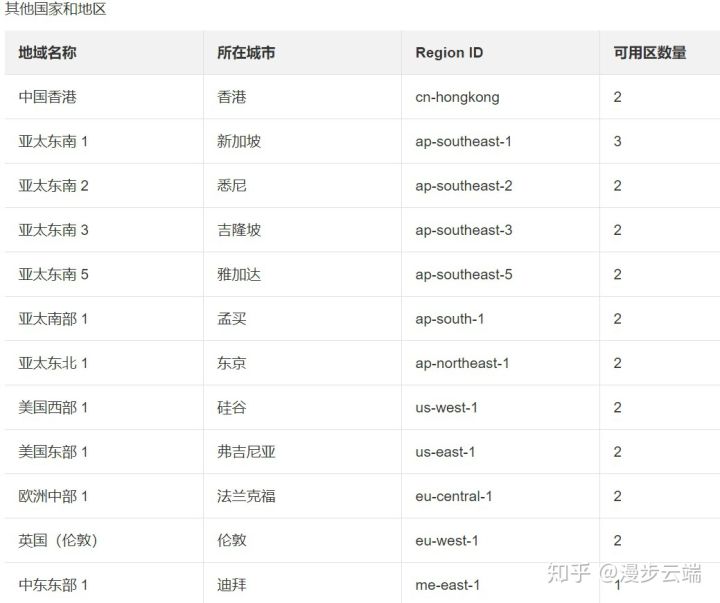 其他国家和地区
地域名称 所在城市 Region ID 可用区数量
中国香港 香港 cn-hongkong 2
亚太东南 1 新加坡 ap-southeast-1 3
亚太东南 2 悉尼 ap-southeast-2 2
亚太东南 3 吉隆坡 ap-southeast-3 2
亚太东南 5 雅加达 ap-southeast-5 2
亚太南部 1 孟买 ap-south-1 2
亚太东北 1 东京 ap-northeast-1 2
美国西部 1 硅谷 us-west-1 2
美国东部 1 弗吉尼亚 us-east-1 2
欧洲中部 1 法兰克福 eu-central-1 2
英国（伦敦） 伦敦 eu-west-1 2
中东东部 1 迪拜 me-east-1 1
知乎 @漫步云端